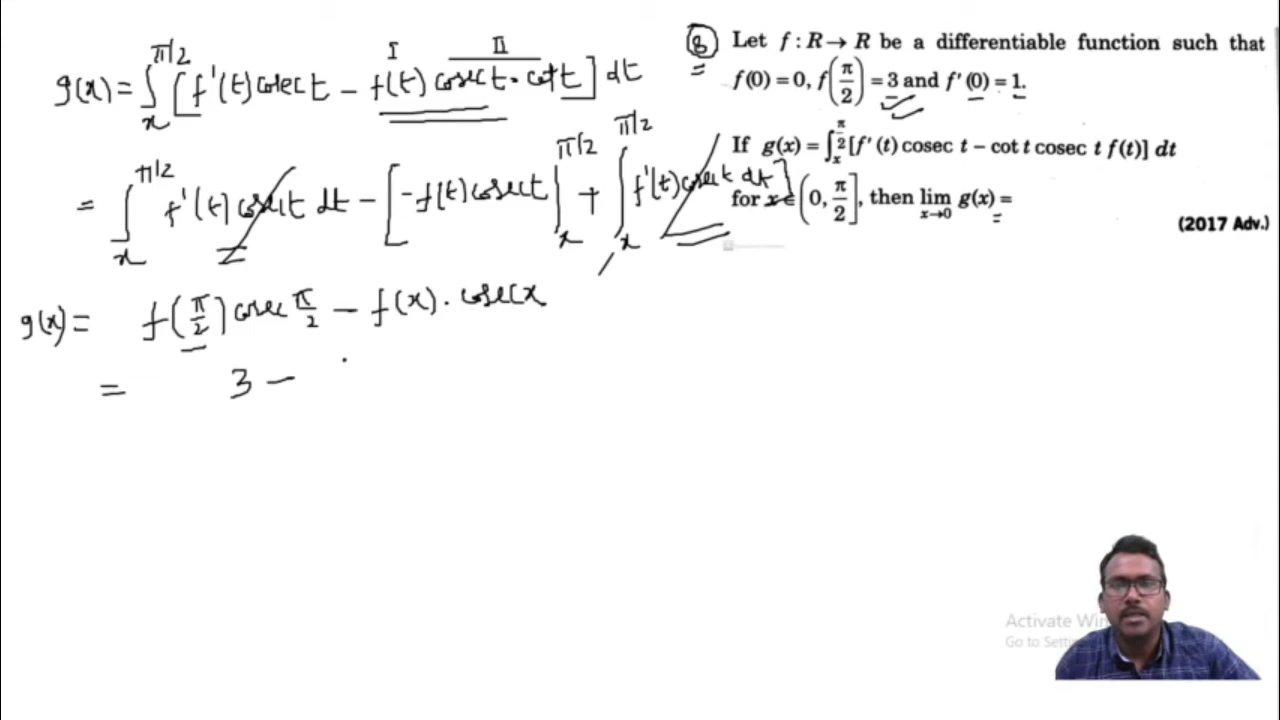 g(x) = ∫ₓ^π/2 [f'(t) cosec t - f(t) cosec t · cot t] dt
I II
= ∫ₓ^π/2 f'(t) cosec t dt - [-f(t) cosec t |ₓ^π/2 + ∫ₓ^π/2 f'(t) cosec t dt]
g(x) = f(π/2) cosec π/2 - f(x) · cosec x
= 3 -
8 Let f : R → R be a differentiable function such that
f(0) = 0, f(π/2) = 3 and f' (0) = 1.
If g(x) = ∫ₓ^π/2 [f' (t) cosec t - cot t cosec t f(t)] dt
for x ∈ (0, π/2], then lim x→0 g(x) =
(2017 Adv.)
Activate Win
Go to Setti